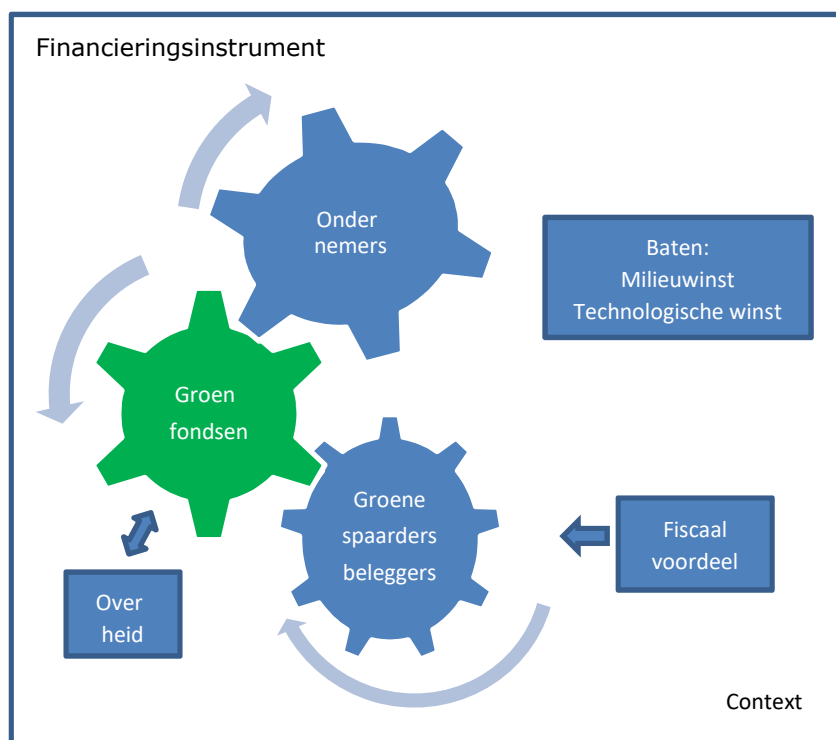 Financieringsinstrument
Onder
nemers
Baten:
Milieuwinst
Technologische winst
Groen
fondsen
Groene
spaarders
beleggers
Fiscaal
voordeel
Over
heid
Context